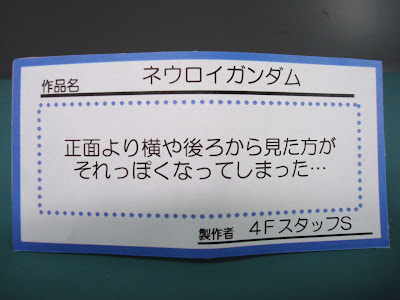 作品名 ネウロイガンダム
正面より横や後ろから見た方が
それっぽくなってしまった…
製作者 4FスタッフS